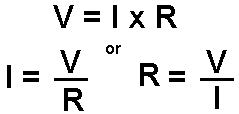 V = I x R
or
I = V/R R = V/I